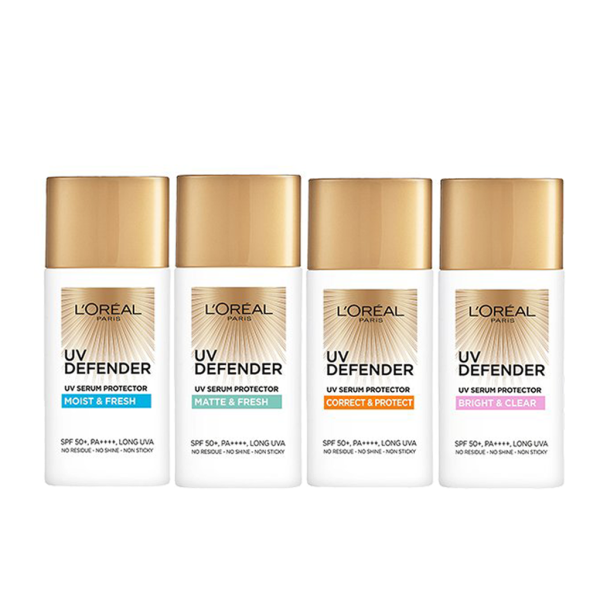 L'ORÉAL
PARIS
UV
DEFENDER
UV SERUM PROTECTOR
MOIST & FRESH
SPF 50+, PA++++, LONG UVA
NO RESIDUE - NO SHINE - NON STICKY
L'ORÉAL
PARIS
UV
DEFENDER
UV SERUM PROTECTOR
MATTE & FRESH
SPF 50+, PA++++, LONG UVA
NO RESIDUE - NO SHINE - NON STICKY
L'ORÉAL
PARIS
UV
DEFENDER
UV SERUM PROTECTOR
CORRECT & PROTECT
SPF 50+, PA++++, LONG UVA
NO RESIDUE - NO SHINE - NON STICKY
L'ORÉAL
PARIS
UV
DEFENDER
UV SERUM PROTECTOR
BRIGHT & CLEAR
SPF 50+, PA++++, LONG UVA
NO RESIDUE - NO SHINE - NON STICKY